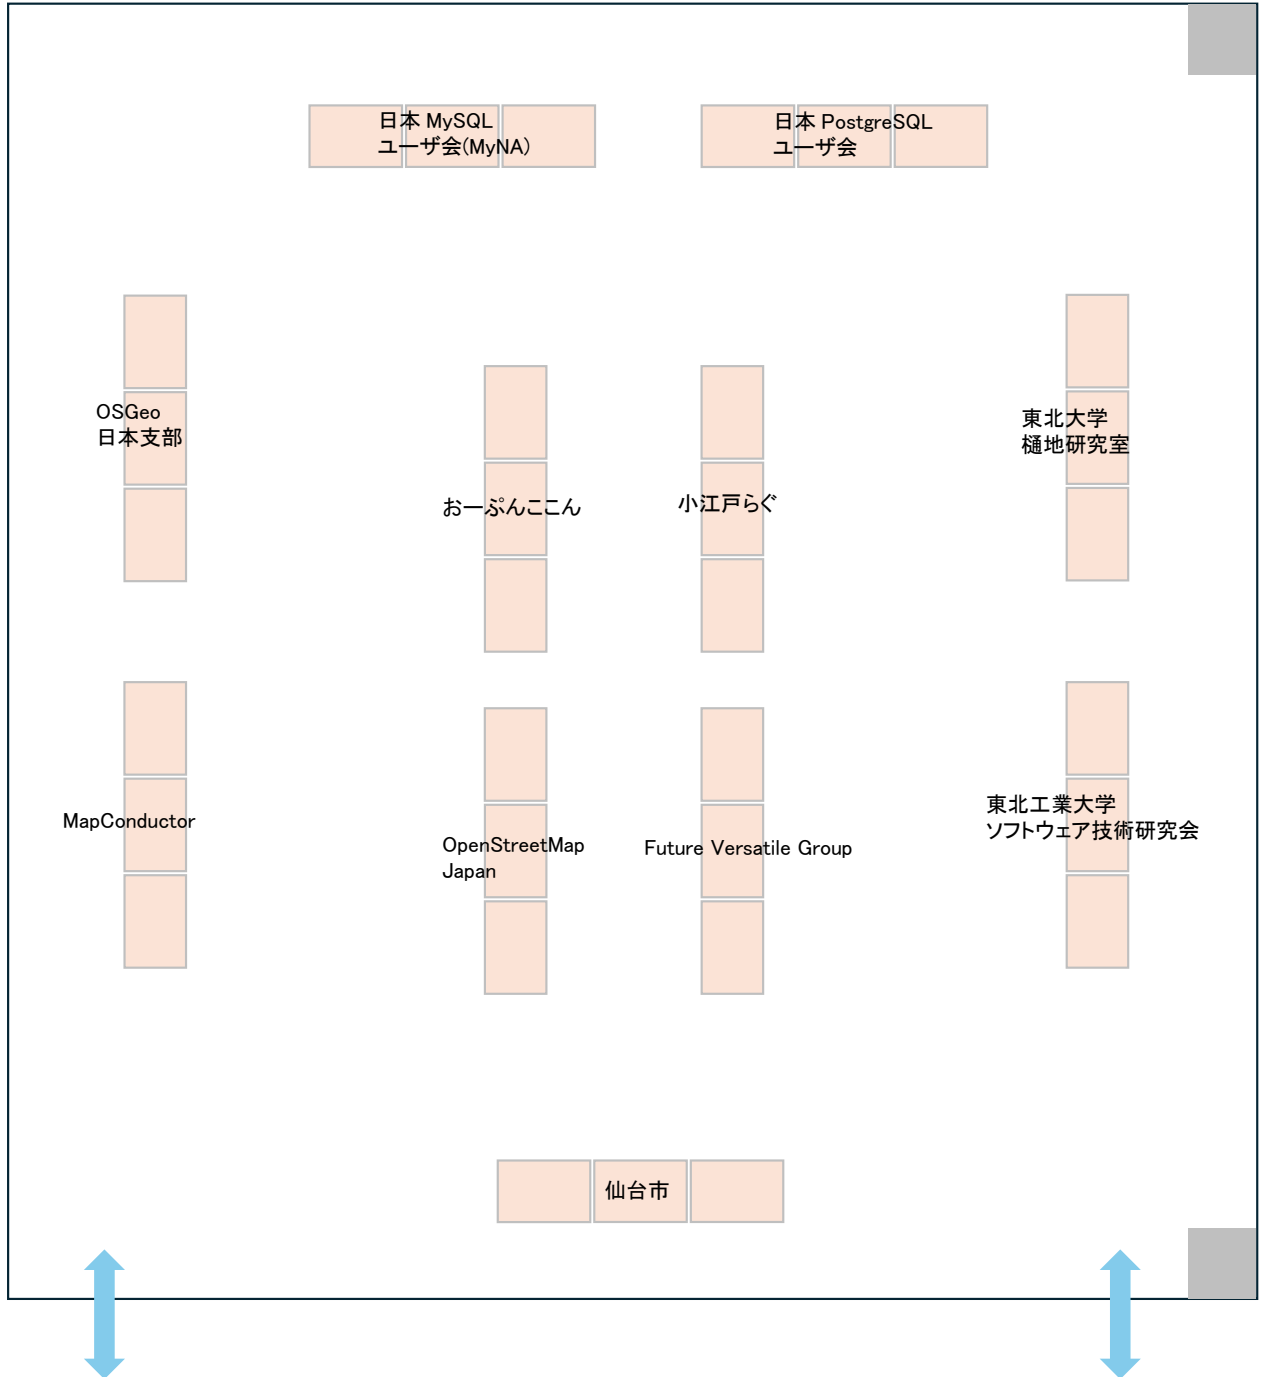 日本 MySQL
ユーザ会(MyNA)
日本 PostgreSQL
ユーザ会
OSGeo
日本支部
東北大学
樋地研究室
おーぷんここん
小江戸らぐ
MapConductor
OpenStreetMap
Japan
Future Versatile Group
東北工業大学
ソフトウェア技術研究会
仙台市